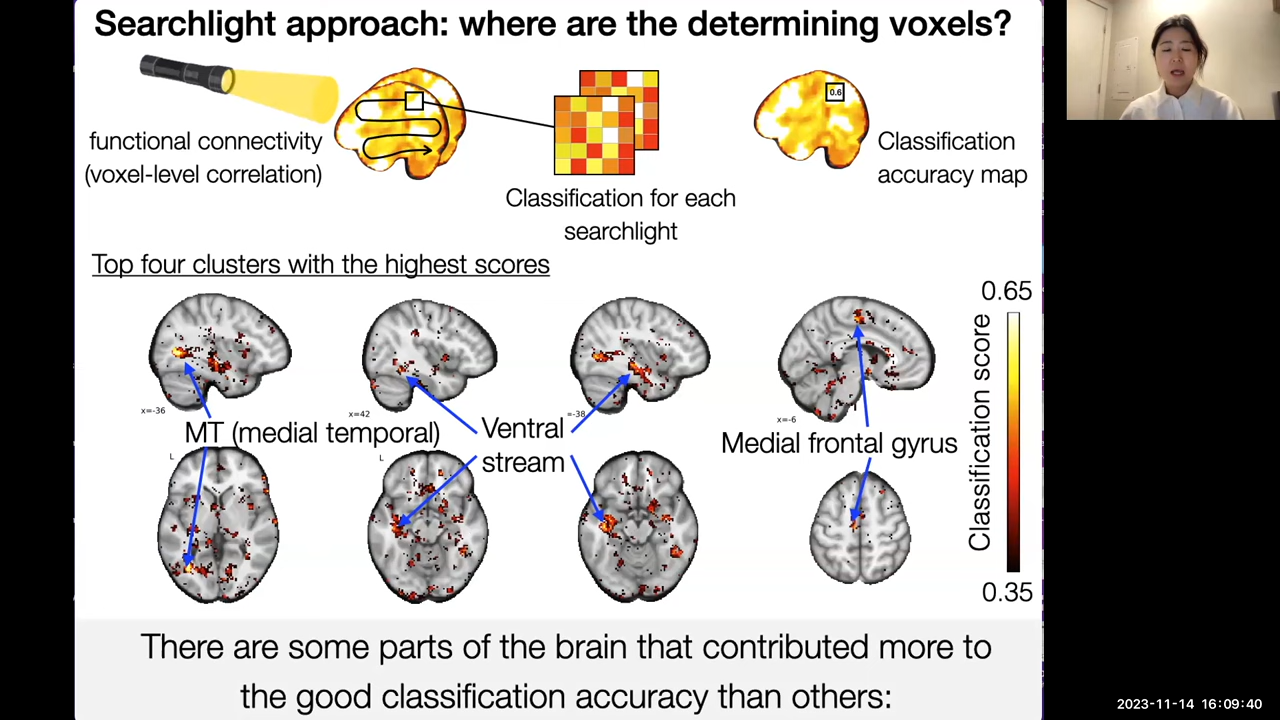 Searchlight approach: where are the determining voxels?
functional connectivity
(voxel-level correlation)
Classification for each
searchlight
0.6
Classification
accuracy map
Top four clusters with the highest scores
0.65
Classification score
0.35
x=-36
x=42
=-38
x=-6
MT (medial temporal)
Ventral
stream
Medial frontal gyrus
L
L
There are some parts of the brain that contributed more to
the good classification accuracy than others:
2023-11-14 16:09:40